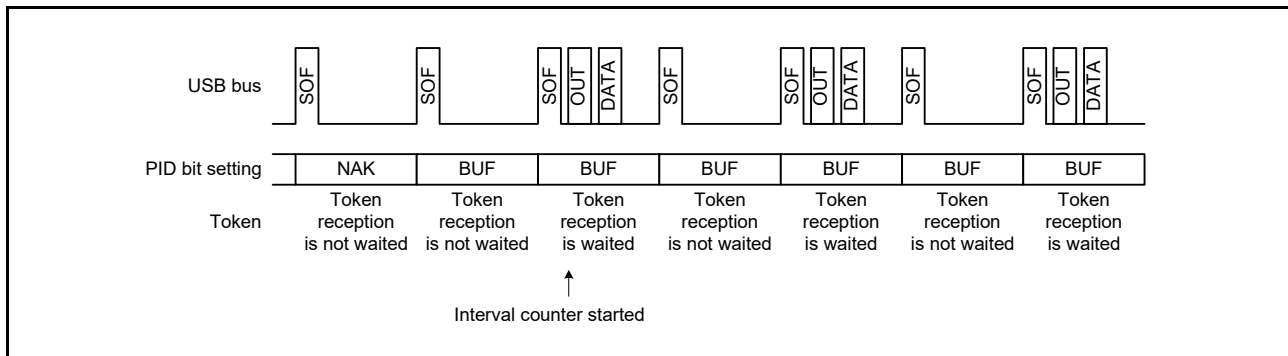 USB bus
SOF
SOF
SOF
OUT
DATA
SOF
SOF
OUT
DATA
SOF
SOF
OUT
DATA
PID bit setting
NAK
BUF
BUF
BUF
BUF
BUF
BUF
Token
Token
reception
is not waited
Token
reception
is not waited
Token
reception
is waited
Token
reception
is not waited
Token
reception
is waited
Token
reception
is not waited
Token
reception
is waited
Interval counter started